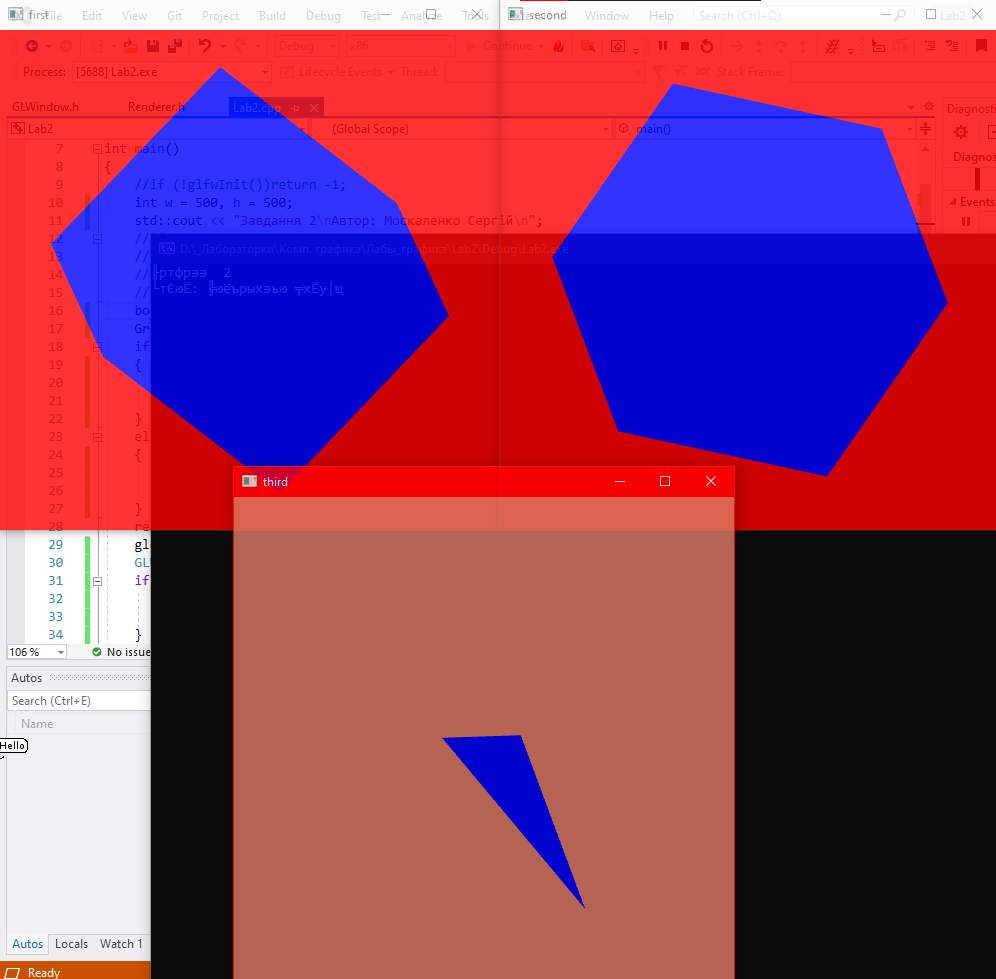 first File Edit View Git Project Build Debug Test Analyze Tools
second Window Help Search (Ctrl+Q) Lab2
Debug x86 Continue
Process: [5688] Lab2.exe Lifecycle Events Thread: Stack Frame:
GLWindow.h Renderer.h Lab2.cpp Diagnosti
Lab2 (Global Scope) main()
7 int main()
8 {
9 //if (!glfwInit())return -1;
10 int w = 500, h = 500;
11 std::cout << "Завдання 2\nАвтор: Москаленко Сергій\n";
12 //
13 //
14 //
15 //
16 bo
17 Gr
18 if
19 {
20
21
22 }
23 el
24 {
25
26
27 }
28 re
29 gl
30 GL
31 if
32
33
34 }
Diagnos
Events
D:\_Лабораторки\Комп. графика\Лабы_графика\Lab2\Debug\Lab2.exe
╟ртфрээ 2
└тЄюЁ: ╠юёърыхэъю ╤хЁу│щ
third
106 % No issue
Autos
Search (Ctrl+E)
Name
Hello
Autos Locals Watch 1
Ready